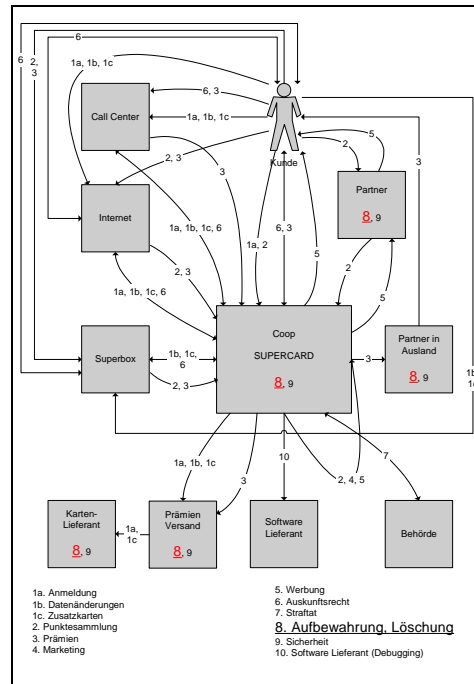 6
2,
3
6
1a, 1b, 1c
6, 3
Call Center
1a, 1b, 1c
Kunde
5
2
3
2, 3
3
Partner
8, 9
Internet
1a, 1b, 1c, 6
1a, 2
6, 3
5
2
5
2, 3
1a, 1b, 1c, 6
Coop
SUPERCARD
8, 9
Partner in
Ausland
8, 9
Superbox
1b, 1c,
6
2, 3
3
1b,
1c
1a, 1b, 1c
3
10
2, 4, 5
7
Karten-
Lieferant
8, 9
1a,
1c
Prämien
Versand
8, 9
Software
Lieferant
Behörde
1a. Anmeldung
1b. Datenänderungen
1c. Zusatzkarten
2. Punktesammlung
3. Prämien
4. Marketing
5. Werbung
6. Auskunftsrecht
7. Straftat
8. Aufbewahrung, Löschung
9. Sicherheit
10. Software Lieferant (Debugging)